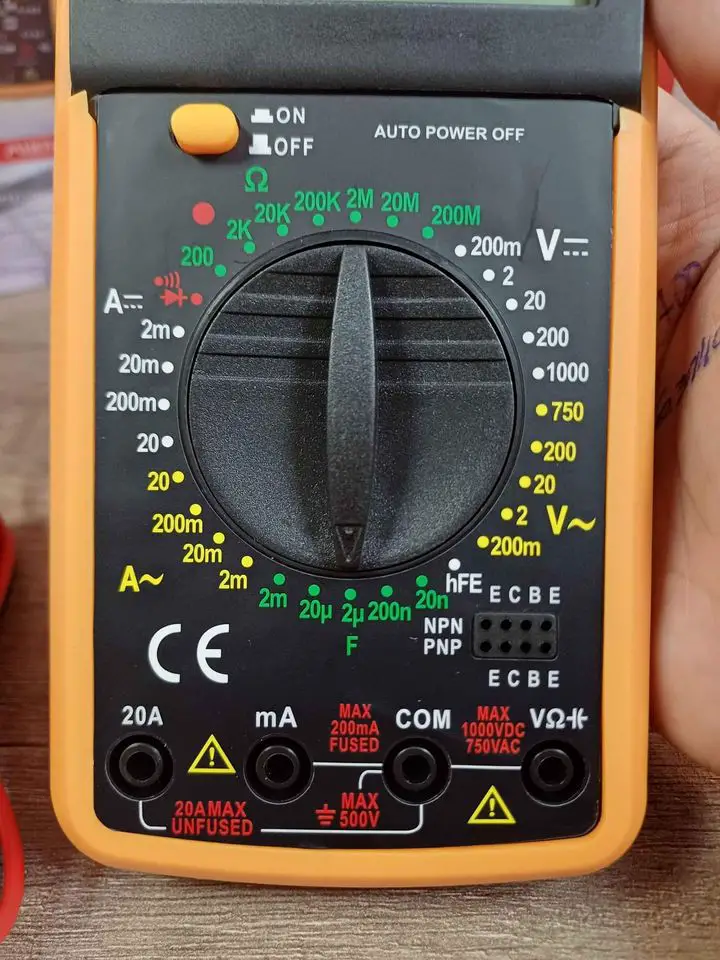 ON
OFF
AUTO POWER OFF
Ω
200
2K
20K
200K
2M
20M
200M
V⎓
200m
2
20
200
1000
750
200
20
2
V~
200m
hFE
A⎓
2m
20m
200m
20
20
200m
20m
2m
A~
2m
20µ
2µ
200n
20n
F
E C B E
NPN
PNP
E C B E
CE
20A
mA
MAX
200mA
FUSED
COM
MAX
1000VDC
750VAC
VΩ⊣⊢
20AMAX
UNFUSED
MAX
500V